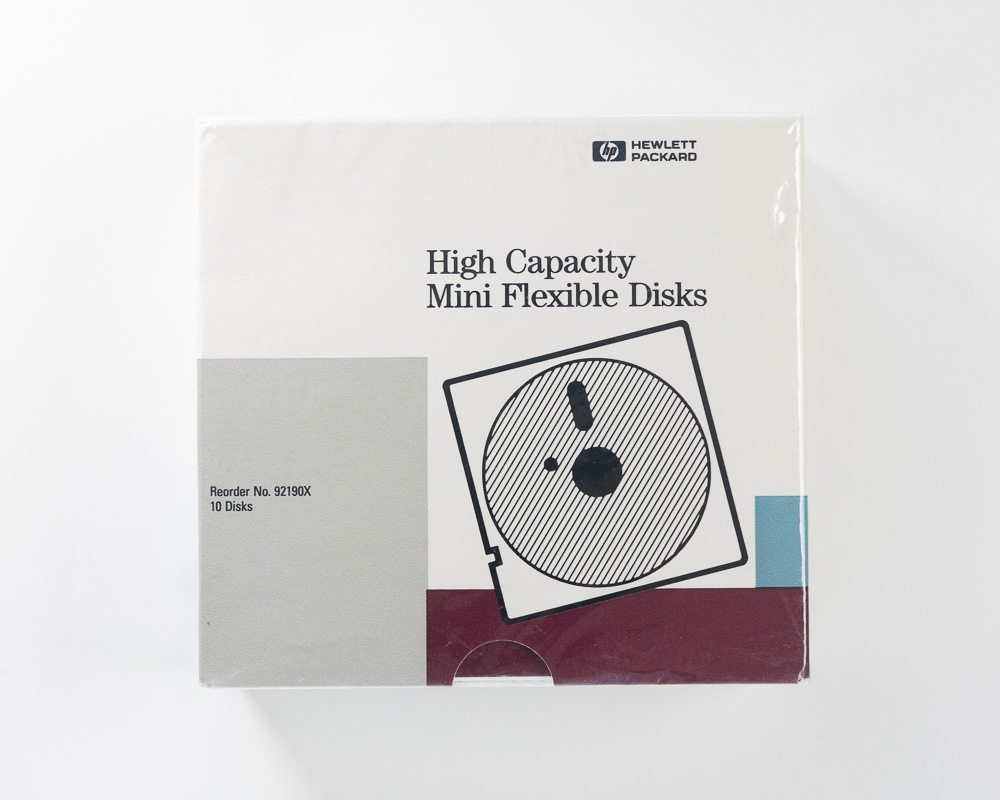 hp HEWLETT
PACKARD
High Capacity
Mini Flexible Disks
Reorder No. 92190X
10 Disks